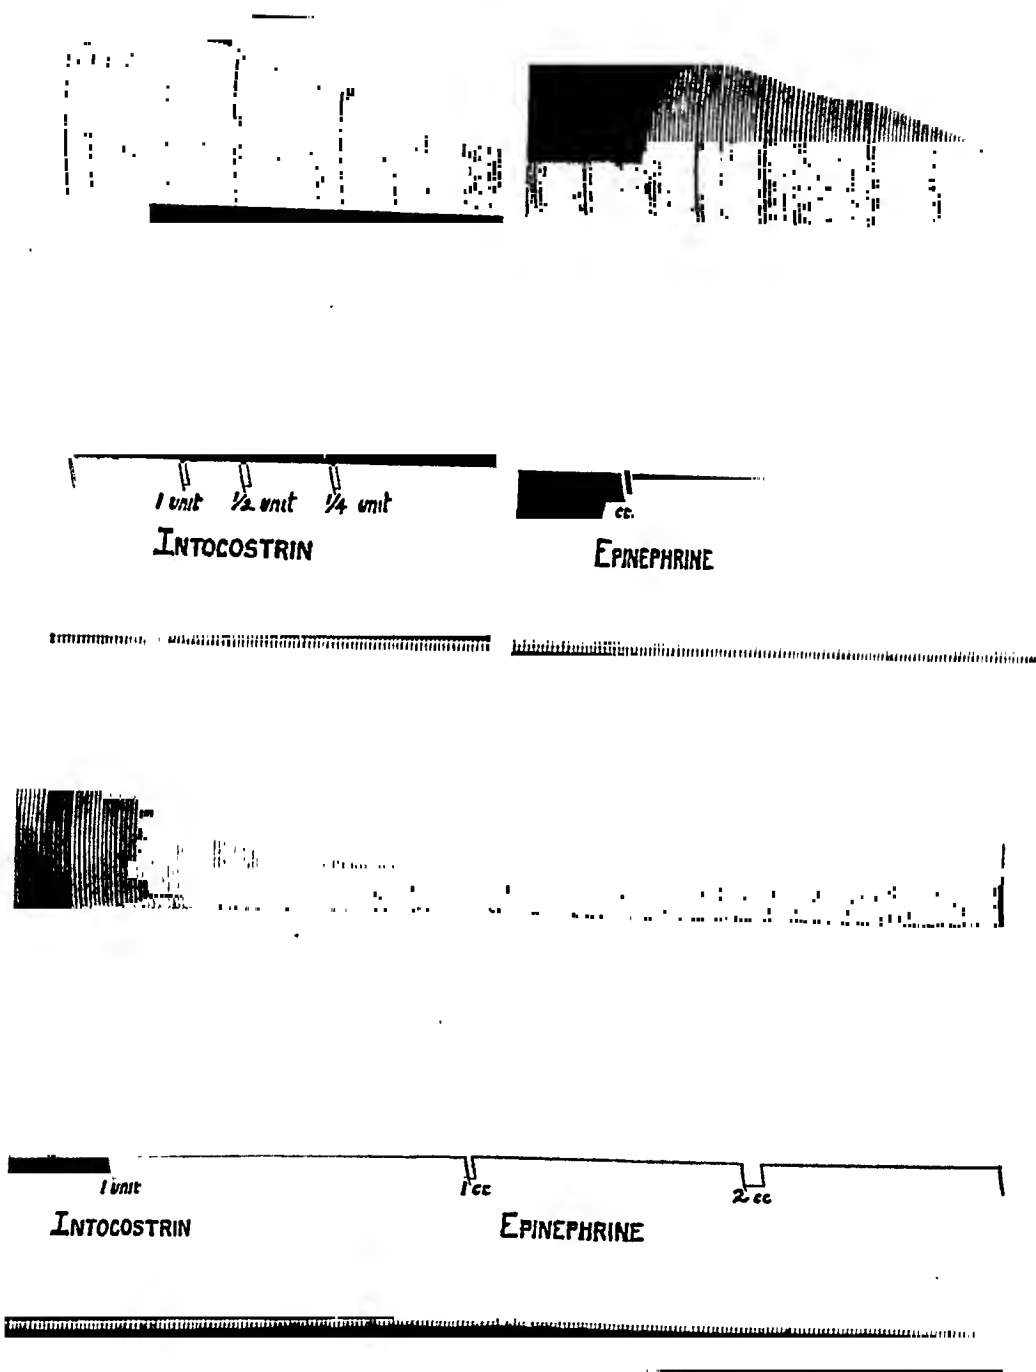 1 unit ½ unit ¼ unit
INTOCOSTRIN
cc.
EPINEPHRINE
1 unit
INTOCOSTRIN
1 cc 2 cc
EPINEPHRINE